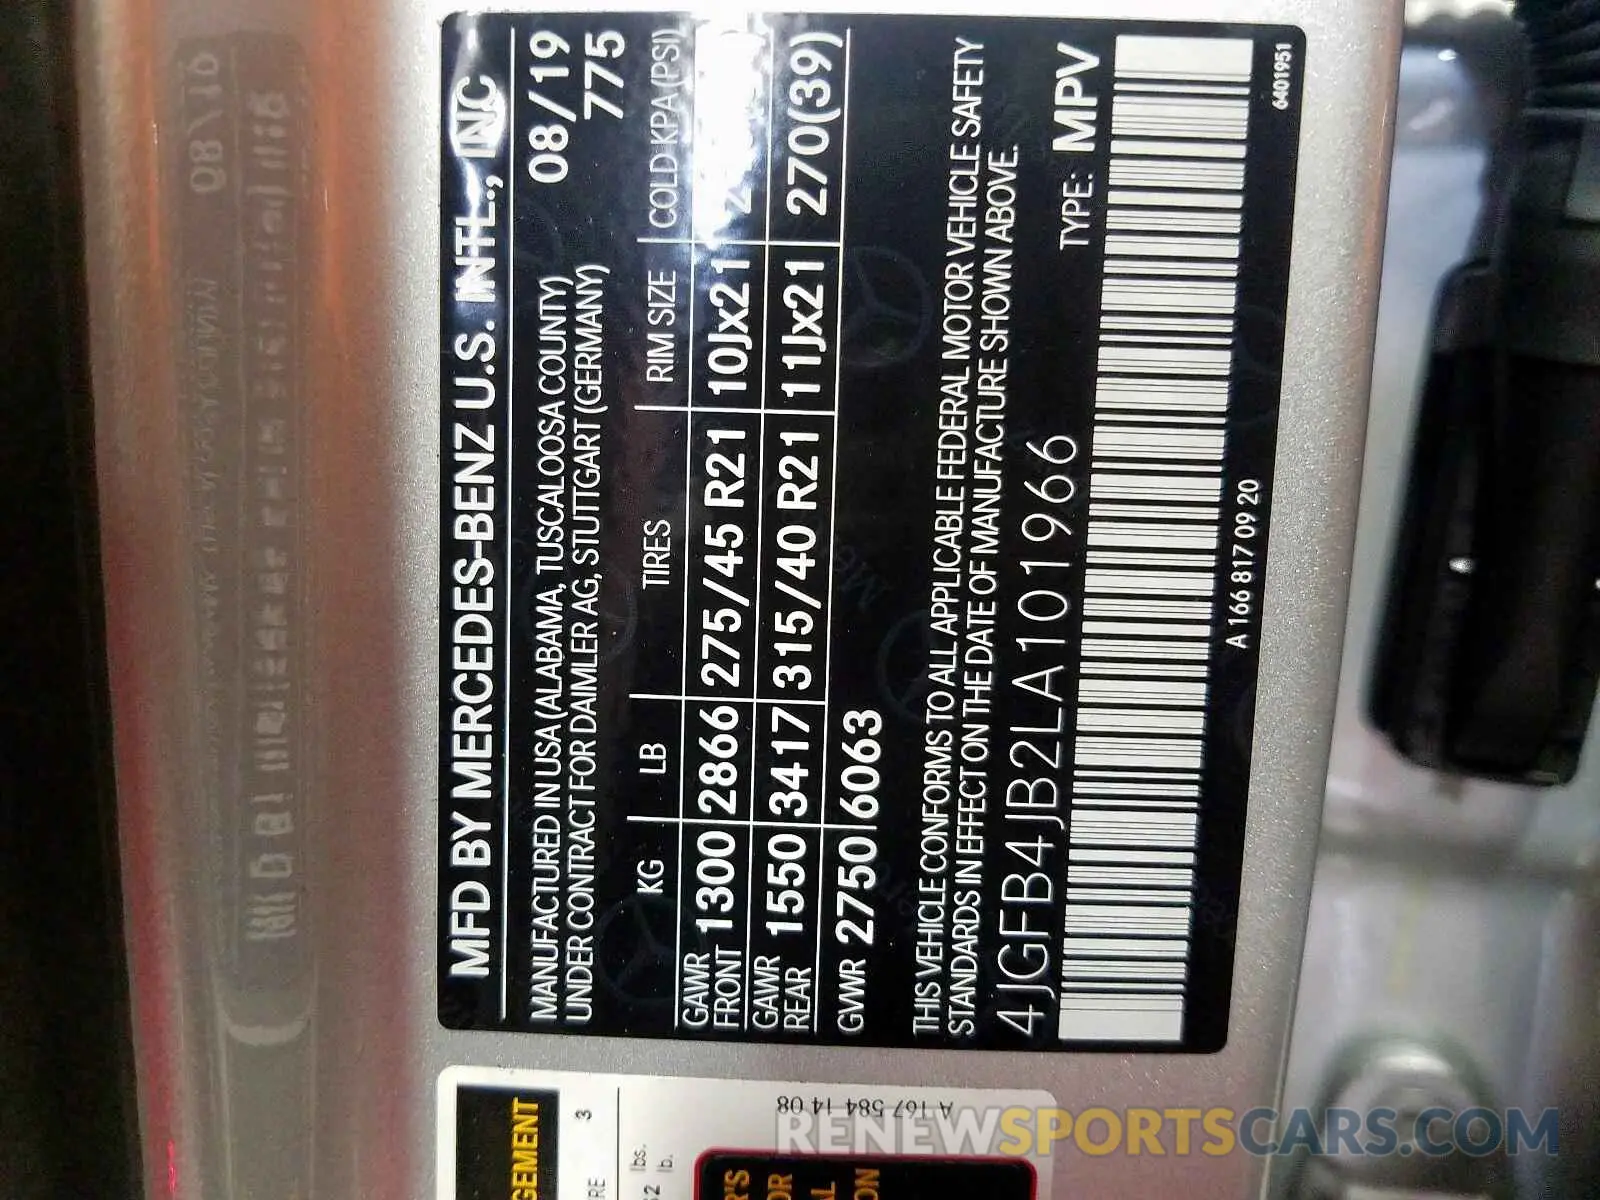 MFD BY MERCEDES-BENZ U.S. INTL., INC
08/19
MANUFACTURED IN USA (ALABAMA, TUSCALOOSA COUNTY)
UNDER CONTRACT FOR DAIMLER AG, STUTTGART (GERMANY) 775
KG LB TIRES RIM SIZE COLD KPA (PSI)
GAWR FRONT 1300 2866 275/45 R21 10Jx21
GAWR REAR 1550 3417 315/40 R21 11Jx21 270(39)
GVWR 2750 6063
THIS VEHICLE CONFORMS TO ALL APPLICABLE FEDERAL MOTOR VEHICLE SAFETY
STANDARDS IN EFFECT ON THE DATE OF MANUFACTURE SHOWN ABOVE.
4JGFB4JB2LA101966 TYPE: MPV
A 166 817 09 20
6401951
A 167 584 14 08
3
lbs.
lb.
RENEWSPORTSCARS.COM